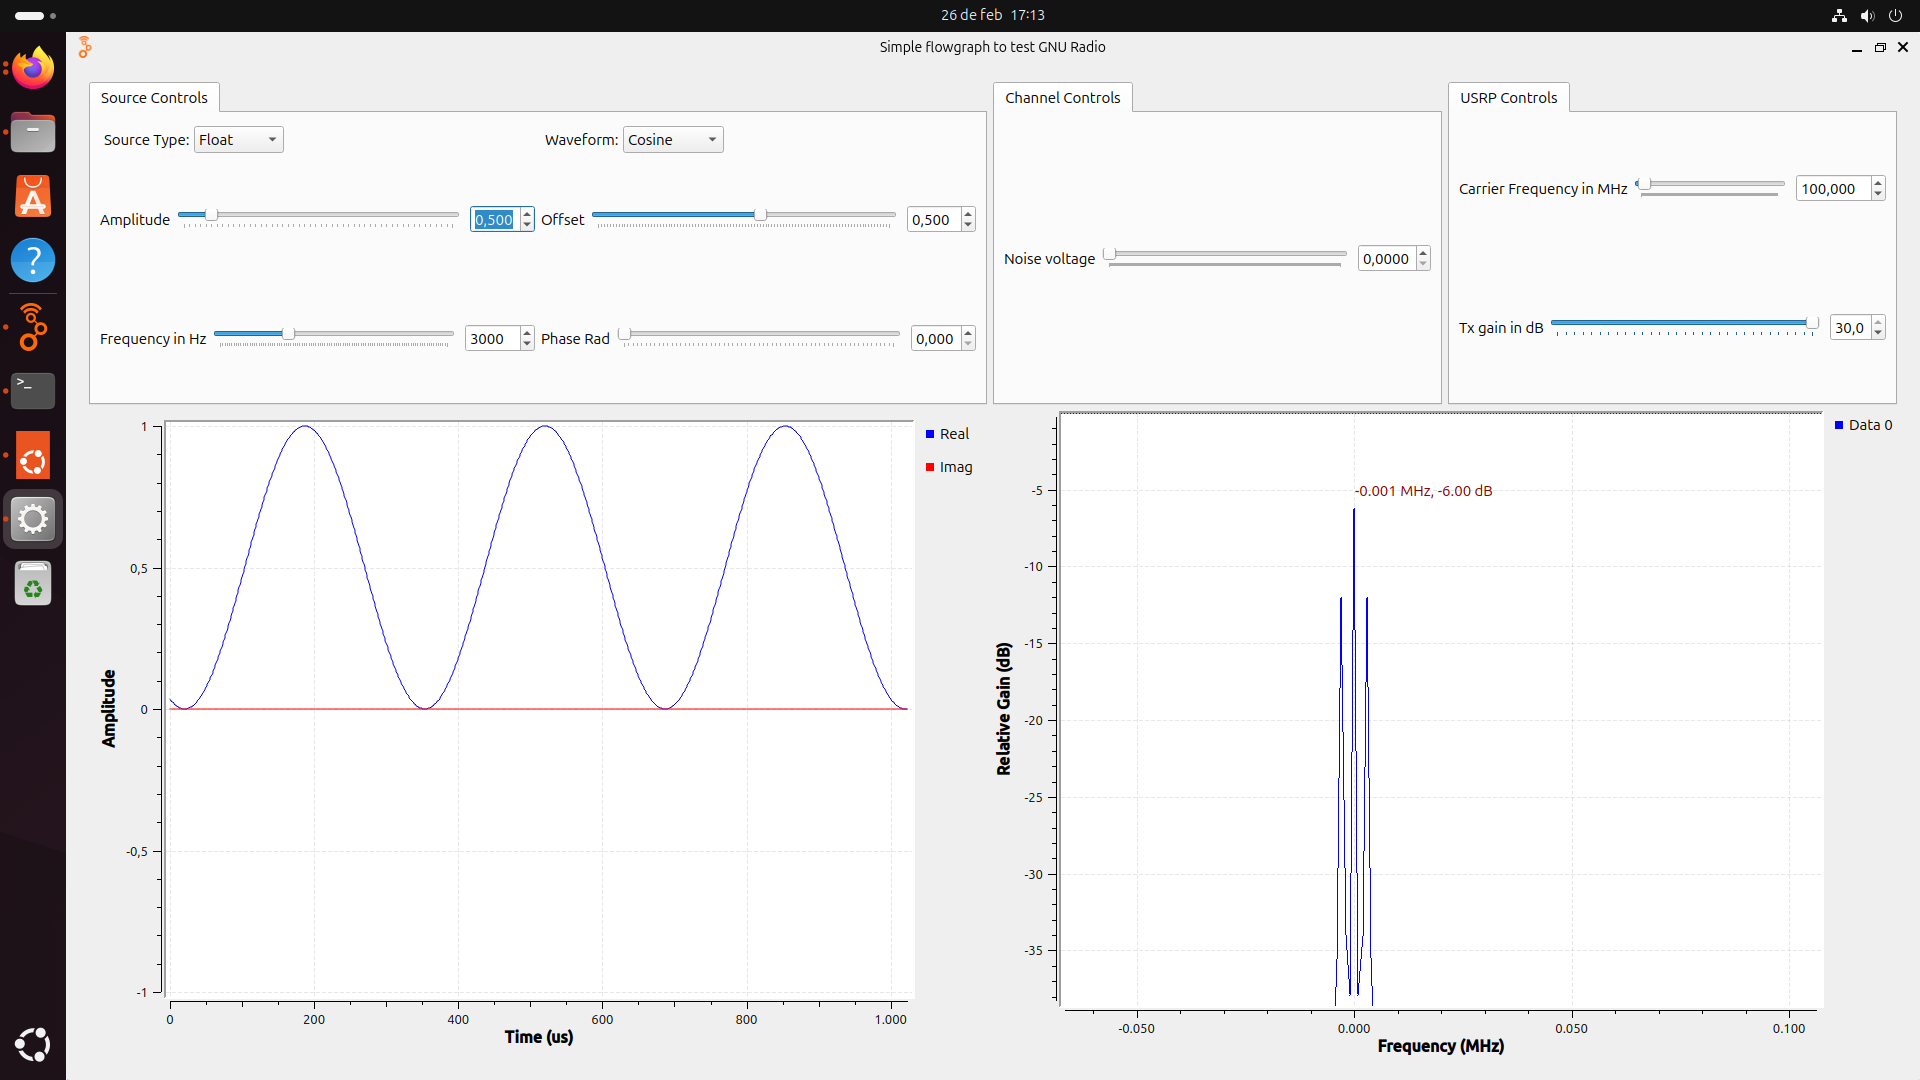 26 de feb 17:13
Simple flowgraph to test GNU Radio
Source Controls
Source Type: Float
Waveform: Cosine
Amplitude 0,500
Offset 0,500
Frequency in Hz 3000
Phase Rad 0,000
Channel Controls
Noise voltage 0,0000
USRP Controls
Carrier Frequency in MHz 100,000
Tx gain in dB 30,0
>_
?
1
0,5
0
-0,5
-1
Amplitude
0 200 400 600 800 1.000
Time (us)
Real
Imag
-0.001 MHz, -6.00 dB
Data 0
-5
-10
-15
-20
-25
-30
-35
Relative Gain (dB)
-0.050 0.000 0.050 0.100
Frequency (MHz)